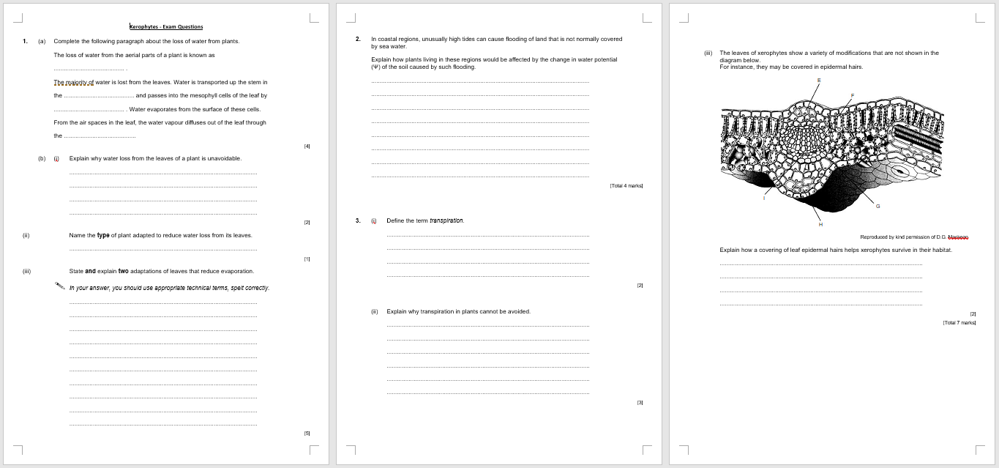 Xerophytes - Exam Questions
1. (a) Complete the following paragraph about the loss of water from plants.
The loss of water from the aerial parts of a plant is known as
.......................................... .
The majority of water is lost from the leaves. Water is transported up the stem in
the .......................................... and passes into the mesophyll cells of the leaf by
.......................................... . Water evaporates from the surface of these cells.
From the air spaces in the leaf, the water vapour diffuses out of the leaf through
the ..........................................
[4]
(b) (i) Explain why water loss from the leaves of a plant is unavoidable.
[2]
(ii) Name the type of plant adapted to reduce water loss from its leaves.
[1]
(iii) State and explain two adaptations of leaves that reduce evaporation.
In your answer, you should use appropriate technical terms, spelt correctly.
[5]
2. In coastal regions, unusually high tides can cause flooding of land that is not normally covered
by sea water.
Explain how plants living in these regions would be affected by the change in water potential
(Ψ) of the soil caused by such flooding.
[Total 4 marks]
3. (i) Define the term transpiration.
[2]
(ii) Explain why transpiration in plants cannot be avoided.
[3]
(iii) The leaves of xerophytes show a variety of modifications that are not shown in the
diagram below.
For instance, they may be covered in epidermal hairs.
E
F
I
G
H
Reproduced by kind permission of D.G.
Explain how a covering of leaf epidermal hairs helps xerophytes survive in their habitat.
[2]
[Total 7 marks]